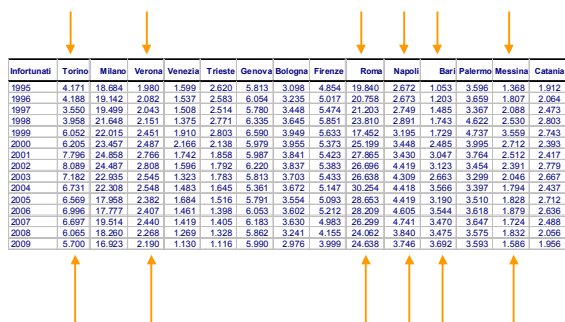 Infortunati Torino Milano Verona Venezia Trieste Genova Bologna Firenze Roma Napoli Bari Palermo Messina Catania
1995 4.171 18.684 1.980 1.599 2.620 5.813 3.098 4.854 19.840 2.672 1.053 3.596 1.368 1.912
1996 4.188 19.142 2.082 1.537 2.583 6.054 3.235 5.017 20.758 2.673 1.203 3.659 1.807 2.064
1997 3.550 19.499 2.043 1.508 2.514 5.780 3.448 5.474 21.203 2.749 1.485 3.367 2.088 2.473
1998 3.958 21.648 2.151 1.375 2.771 6.335 3.645 5.851 23.810 2.891 1.743 4.622 2.530 2.803
1999 6.052 22.015 2.451 1.910 2.803 6.590 3.949 5.633 17.452 3.195 1.729 4.737 3.559 2.743
2000 6.205 23.457 2.487 2.166 2.138 5.979 3.955 5.373 25.199 3.448 2.485 3.995 2.712 2.393
2001 7.796 24.858 2.766 1.742 1.858 5.987 3.841 5.423 27.865 3.430 3.047 3.764 2.512 2.417
2002 8.089 24.487 2.808 1.596 1.792 6.220 3.837 5.383 26.696 4.419 3.123 3.454 2.391 2.779
2003 7.182 22.935 2.545 1.323 1.783 5.813 3.703 5.433 26.638 4.309 2.663 3.299 2.046 2.667
2004 6.731 22.308 2.548 1.483 1.645 5.361 3.672 5.147 30.254 4.418 3.566 3.397 1.794 2.437
2005 6.569 17.958 2.382 1.684 1.516 5.791 3.554 5.093 28.653 4.419 3.190 4.510 1.828 2.712
2006 6.996 17.777 2.407 1.461 1.398 6.053 3.602 5.212 28.209 4.605 3.544 3.618 1.879 2.636
2007 6.697 19.514 2.440 1.419 1.405 6.183 3.630 4.983 26.299 4.741 3.470 3.647 1.724 2.488
2008 6.065 18.260 2.268 1.269 1.328 5.862 3.241 4.155 24.062 3.840 3.475 3.575 1.832 2.056
2009 5.700 16.923 2.190 1.130 1.116 5.990 2.976 3.999 24.638 3.746 3.692 3.593 1.586 1.956